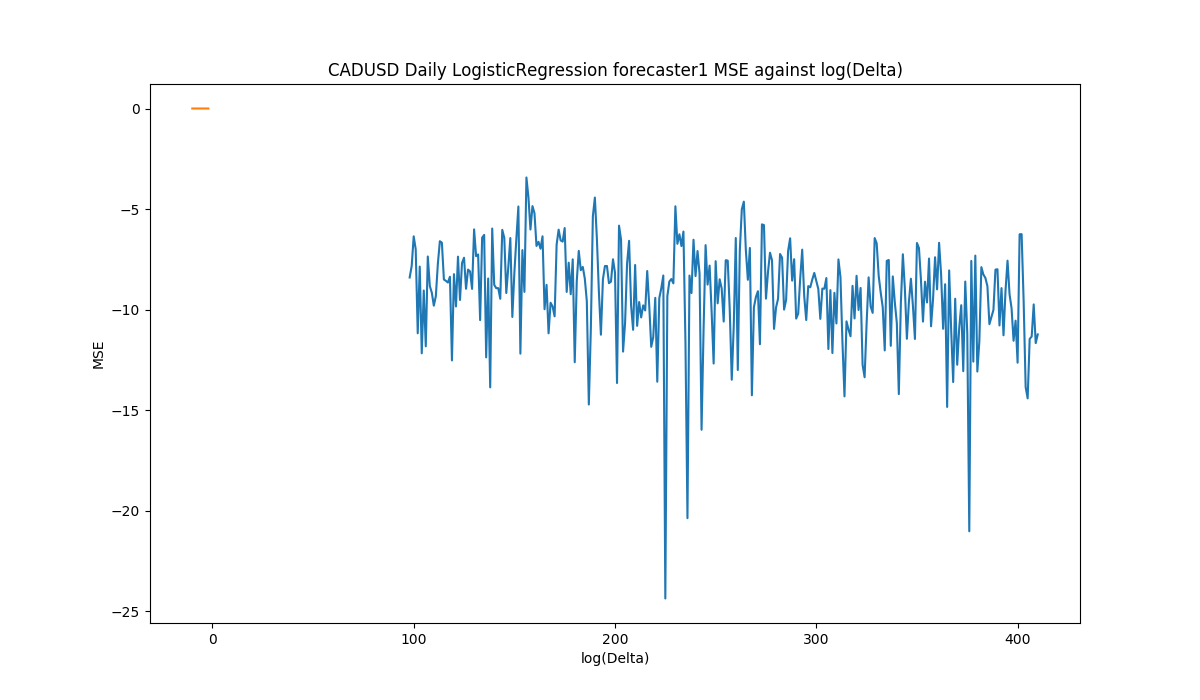 CADUSD Daily LogisticRegression forecaster1 MSE against log(Delta)
0
−5
−10
−15
−20
−25
MSE
0 100 200 300 400
log(Delta)